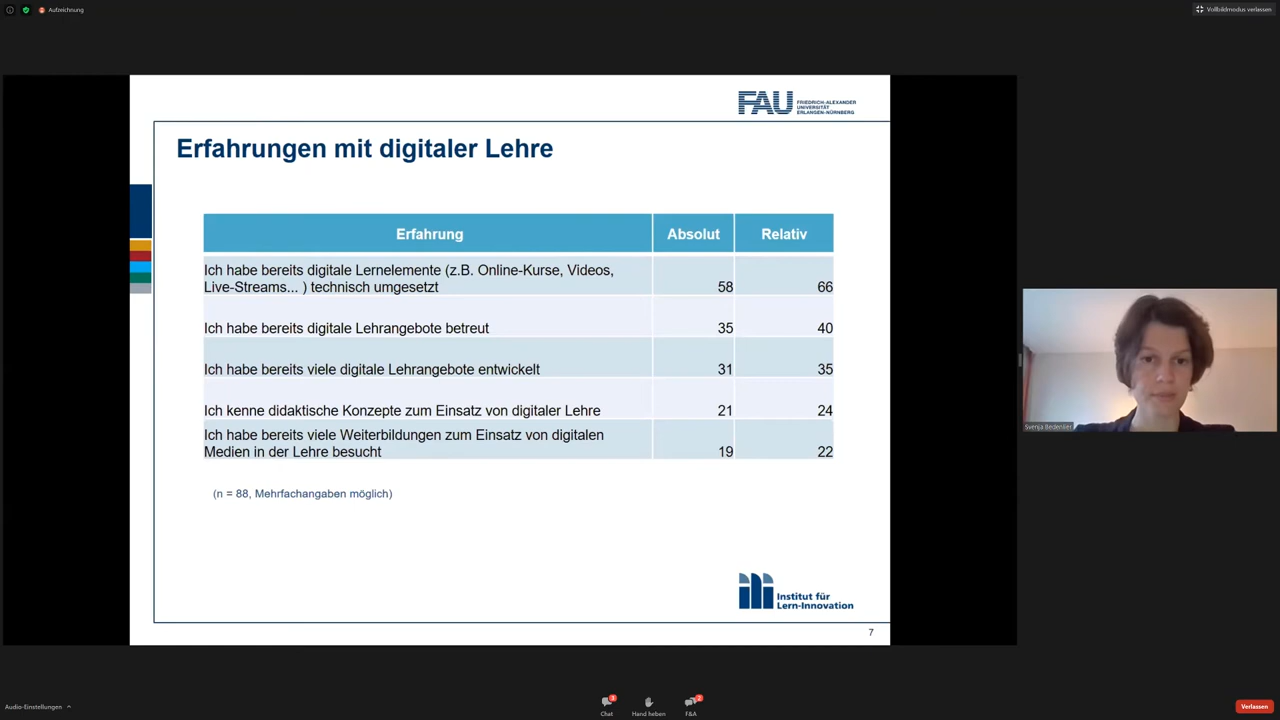 Aufzeichnung
Vollbildmodus verlassen
FAU
FRIEDRICH-ALEXANDER
UNIVERSITÄT
ERLANGEN-NÜRNBERG
Erfahrungen mit digitaler Lehre
Erfahrung Absolut Relativ
Ich habe bereits digitale Lernelemente (z.B. Online-Kurse, Videos,
Live-Streams... ) technisch umgesetzt 58 66
Ich habe bereits digitale Lehrangebote betreut 35 40
Ich habe bereits viele digitale Lehrangebote entwickelt 31 35
Ich kenne didaktische Konzepte zum Einsatz von digitaler Lehre 21 24
Ich habe bereits viele Weiterbildungen zum Einsatz von digitalen
Medien in der Lehre besucht 19 22
(n = 88, Mehrfachangaben möglich)
Svenja Bedenlier
Institut für
Lern-Innovation
7
Audio-Einstellungen
3
Chat
Hand heben
2
F&A
Verlassen